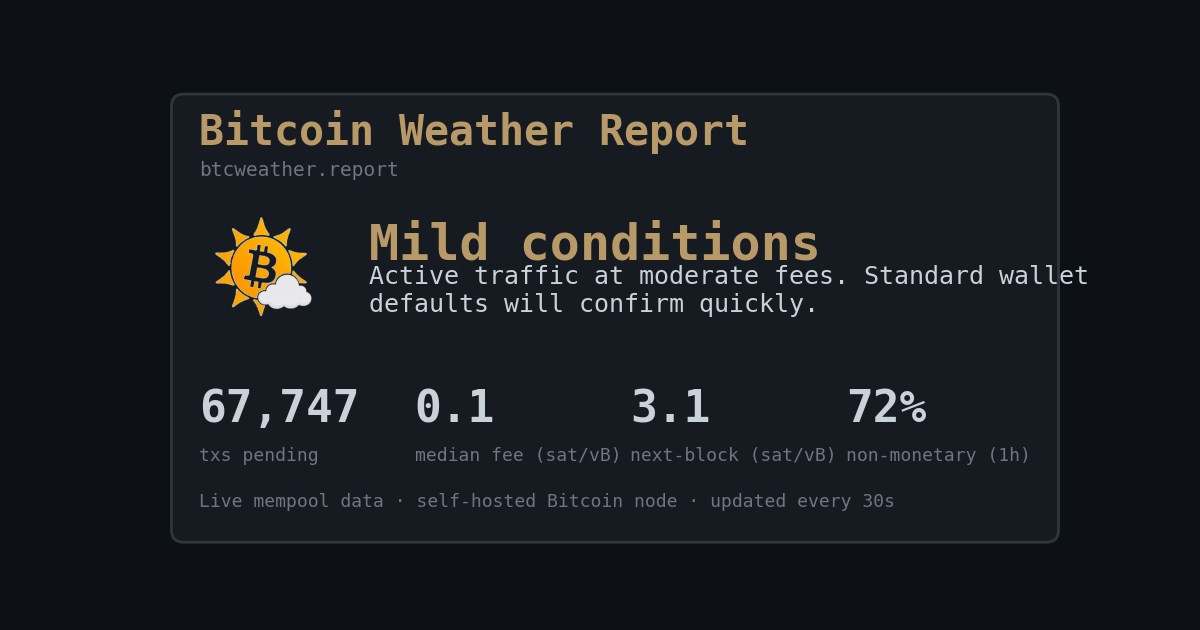 Bitcoin Weather Report
btcweather.report
Mild conditions
Active traffic at moderate fees. Standard wallet
defaults will confirm quickly.
67,747 0.1 3.1 72%
txs pending median fee (sat/vB) next-block (sat/vB) non-monetary (1h)
Live mempool data · self-hosted Bitcoin node · updated every 30s